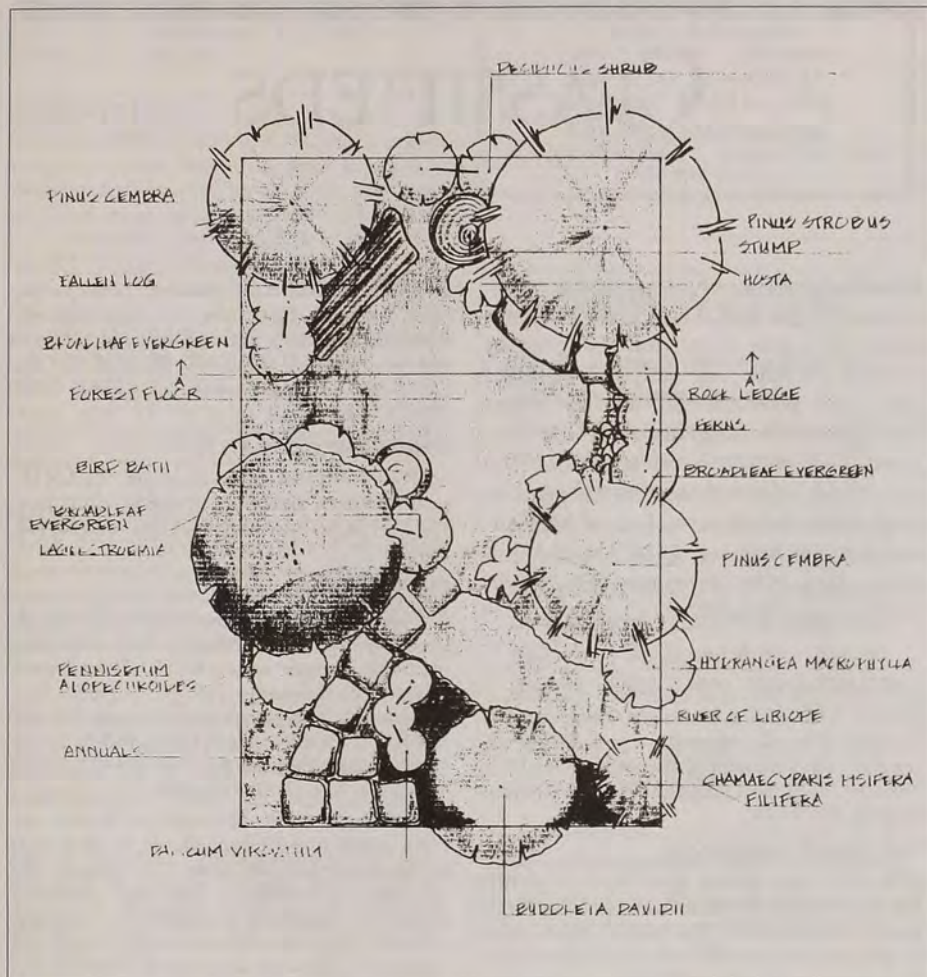 DECIDUOUS SHRUB
PINUS CEMBRA
PINUS STROBUS
STUMP
FALLEN LOG
HOSTA
BROADLEAF EVERGREEN
A
A
FOREST FLOOR
ROCK LEDGE
FERNS
BIRD BATH
BROADLEAF EVERGREEN
BROADLEAF
EVERGREEN
LAGERSTROEMIA
PINUS CEMBRA
PENNISETUM
ALOPECUROIDES
HYDRANGEA MACROPHYLLA
RIVER OF LIRIOPE
ANNUALS
CHAMAECYPARIS PISIFERA
FILIFERA
PANICUM VIRGATUM
BUDDLEIA DAVIDII